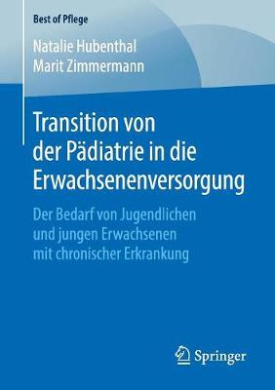 Best of Pflege
Natalie Hubenthal
Marit Zimmermann
Transition von
der Pädiatrie in die
Erwachsenenversorgung
Der Bedarf von Jugendlichen
und jungen Erwachsenen
mit chronischer Erkrankung
Springer